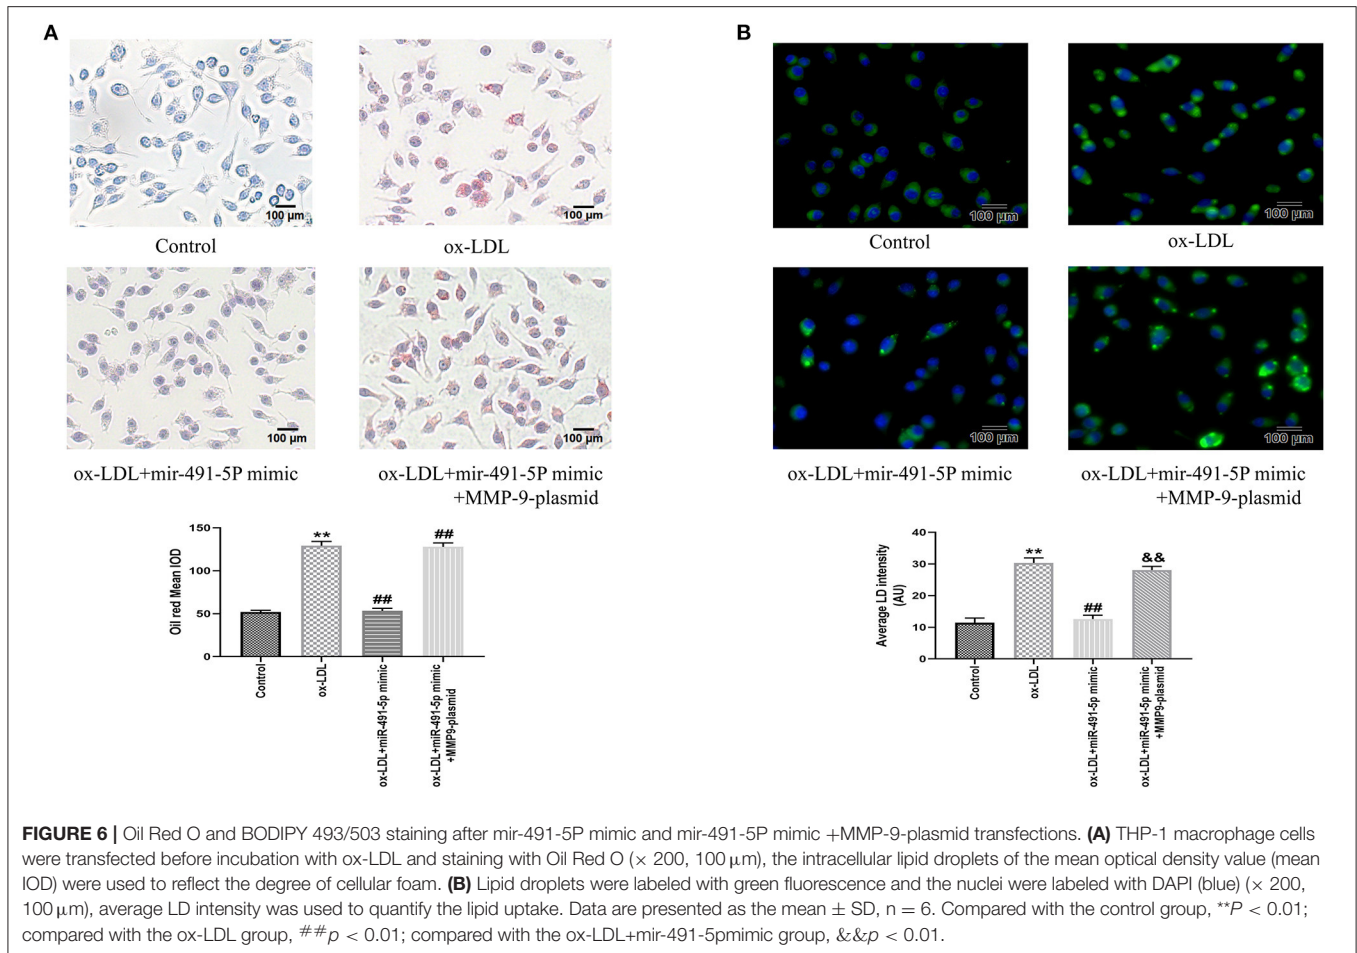 A
B
100 µm
100 µm
100 µm
100 µm
Control
ox-LDL
Control
ox-LDL
100 µm
100 µm
100 µm
100 µm
ox-LDL+mir-491-5P mimic
ox-LDL+mir-491-5P mimic
+MMP-9-plasmid
ox-LDL+mir-491-5P mimic
ox-LDL+mir-491-5P mimic
+MMP-9-plasmid
Oil red Mean IOD
150
100
50
0
**
##
##
Control
ox-LDL
ox-LDL+miR-491-5p mimic
ox-LDL+miR-491-5p mimic
+MMP9-plasmid
Average LD intensity
(AU)
40
30
20
10
0
**
##
&&
Control
ox-LDL
ox-LDL+miR-491-5p mimic
ox-LDL+miR-491-5p mimic
+MMP9-plasmid
FIGURE 6 | Oil Red O and BODIPY 493/503 staining after mir-491-5P mimic and mir-491-5P mimic +MMP-9-plasmid transfections. (A) THP-1 macrophage cells
were transfected before incubation with ox-LDL and staining with Oil Red O (× 200, 100 µm), the intracellular lipid droplets of the mean optical density value (mean
IOD) were used to reflect the degree of cellular foam. (B) Lipid droplets were labeled with green fluorescence and the nuclei were labeled with DAPI (blue) (× 200,
100 µm), average LD intensity was used to quantify the lipid uptake. Data are presented as the mean ± SD, n = 6. Compared with the control group, **P < 0.01;
compared with the ox-LDL group, ##p < 0.01; compared with the ox-LDL+mir-491-5pmimic group, &&p < 0.01.